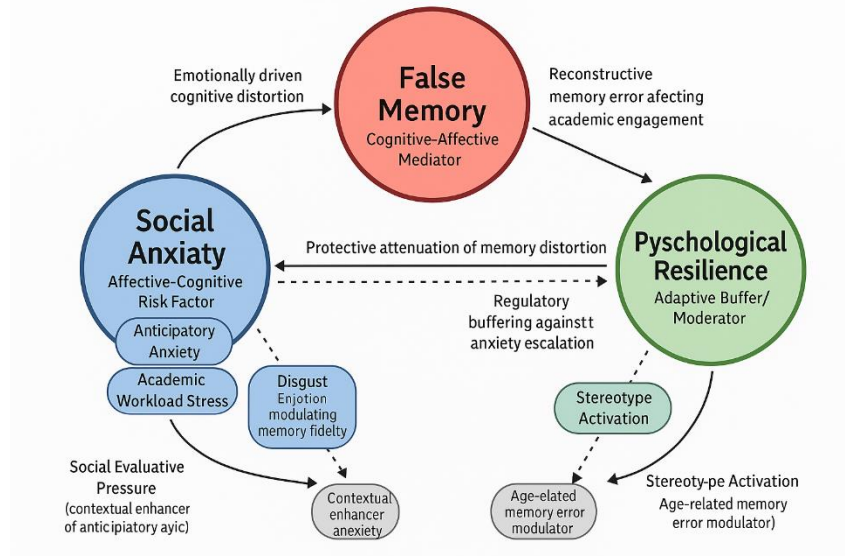 False
Memory
Cognitive-Affective
Mediator
Emotionally driven
cognitive distortion
Reconstructive
memory error afecting
academic engagement
Social
Anxiaty
Affective-Cognitive
Risk Factor
Anticipatory
Anxiety
Academic
Workload Stress
Protective attenuation of memory distortion
Regulatory
buffering againstt
anxiety escalation
Pyschological
Resilience
Adaptive Buffer/
Moderator
Disgust
Enjotion
modulating
memory fidelity
Stereotype
Activation
Social Evaluative
Pressure
(contextual enhancer
of anticipiatory ayic)
Contextual
enhancer
anexiety
Age-elated
memory error
modulator
Stereoty-pe Activation
Age-related memory
error modulator)